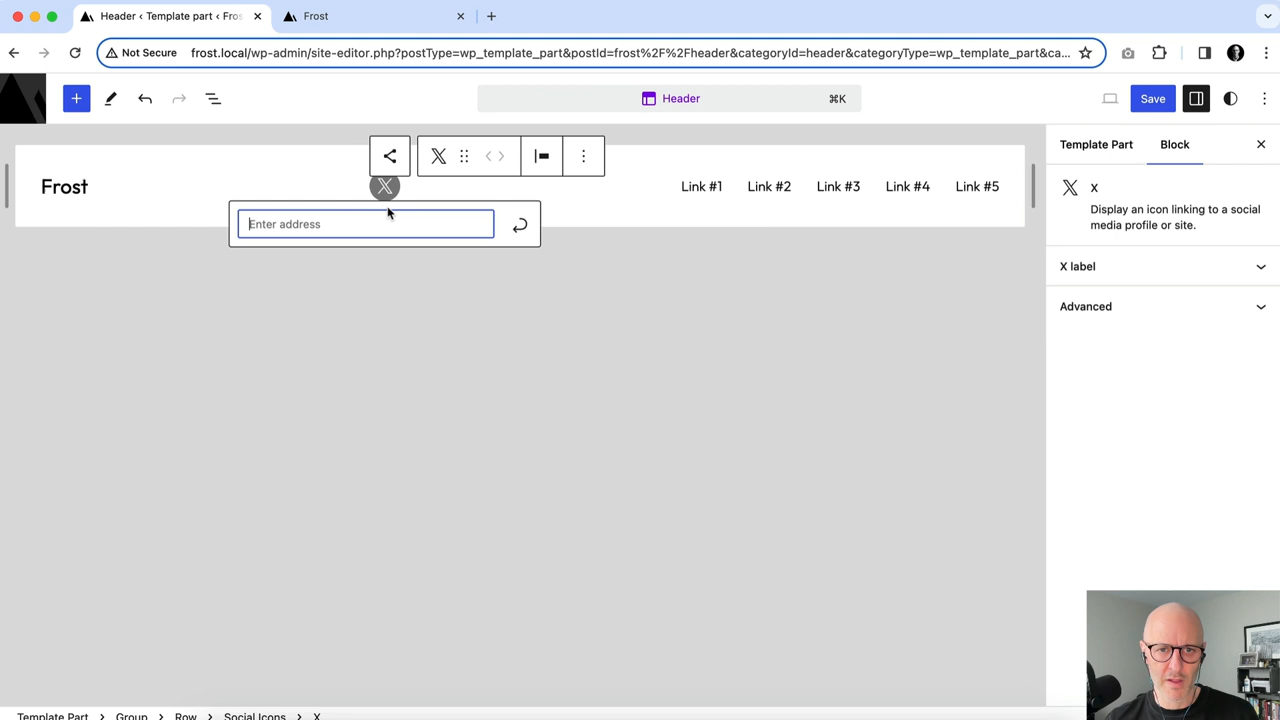 Header ‹ Template part ‹ Fros
Frost
Not Secure
frost.local/wp-admin/site-editor.php?postType=wp_template_part&postId=frost%2F%2Fheader&categoryId=header&categoryType=wp_template_part&ca...
Header
⌘K
Save
Template Part
Block
X
Display an icon linking to a social
media profile or site.
X label
Advanced
Frost
Link #1
Link #2
Link #3
Link #4
Link #5
Enter address
Template Part > Group > Row > Social Icons > X